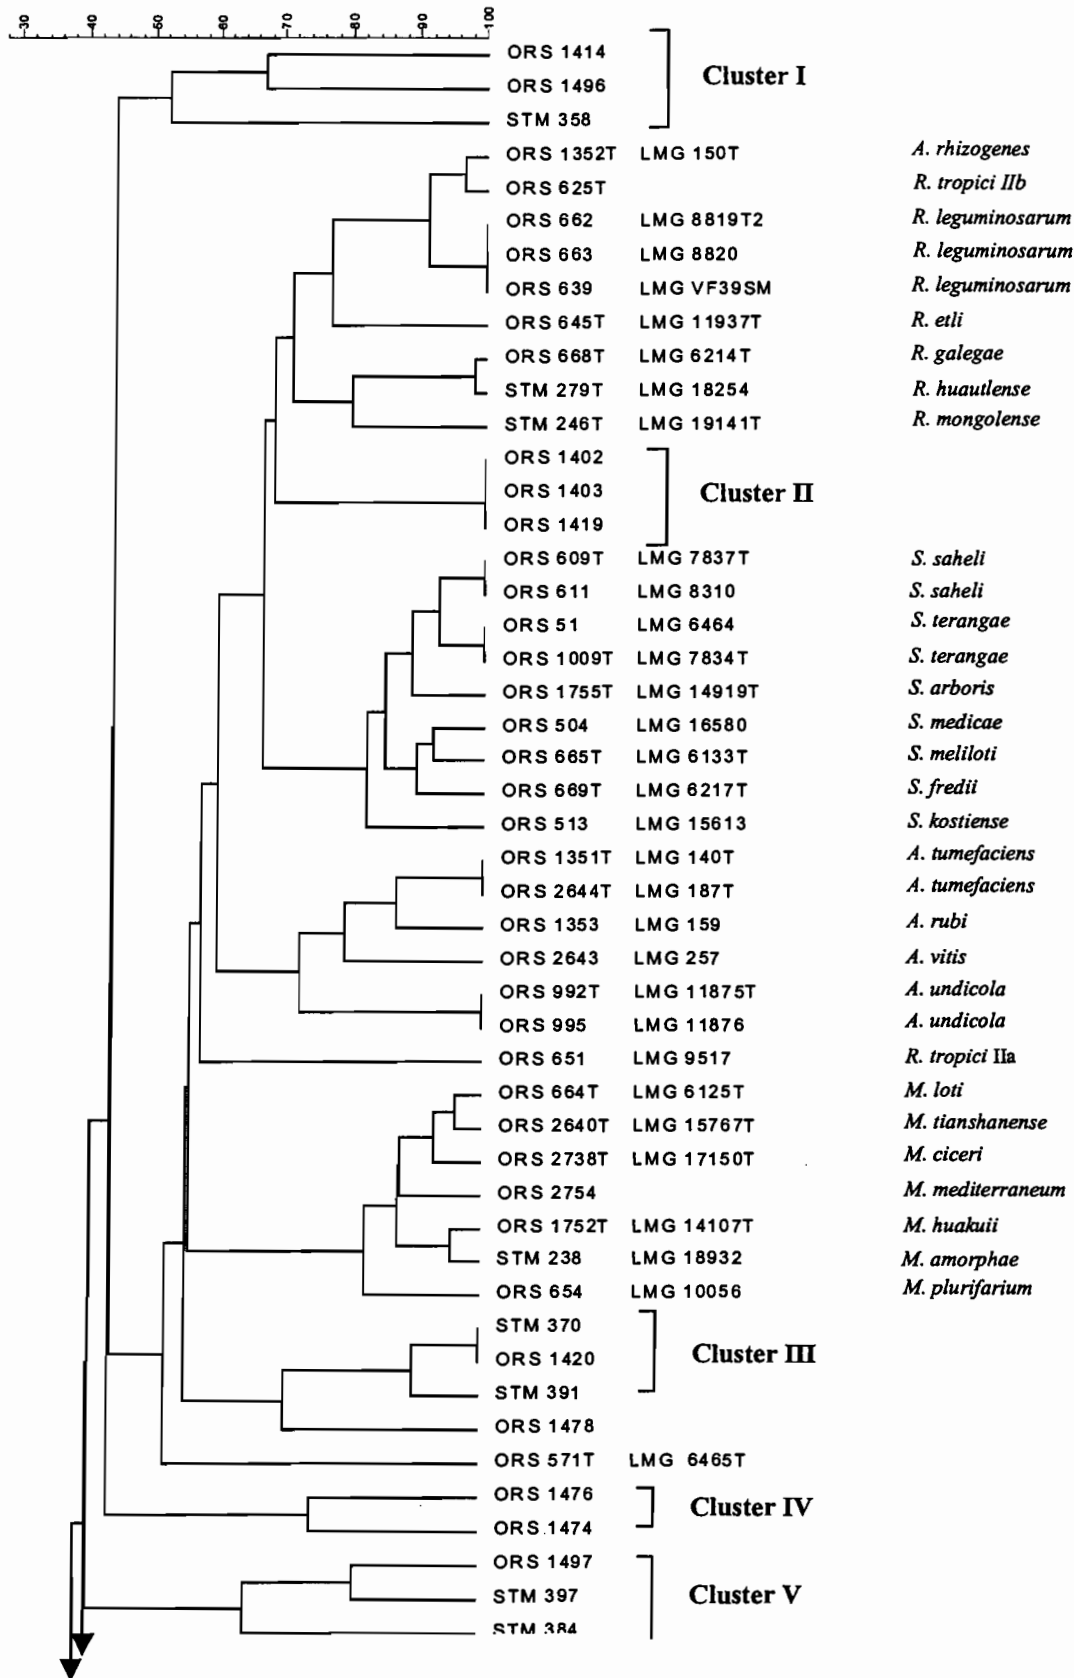 30 40 50 60 70 80 90 100
ORS 1414
Cluster I
ORS 1496
STM 358
ORS 1352T LMG 150T A. rhizogenes
ORS 625T R. tropici IIb
ORS 662 LMG 8819T2 R. leguminosarum
ORS 663 LMG 8820 R. leguminosarum
ORS 639 LMG VF39SM R. leguminosarum
ORS 645T LMG 11937T R. etli
ORS 668T LMG 6214T R. galegae
STM 279T LMG 18254 R. huautlense
STM 246T LMG 19141T R. mongolense
ORS 1402
ORS 1403 Cluster II
ORS 1419
ORS 609T LMG 7837T S. saheli
ORS 611 LMG 8310 S. saheli
ORS 51 LMG 6464 S. terangae
ORS 1009T LMG 7834T S. terangae
ORS 1755T LMG 14919T S. arboris
ORS 504 LMG 16580 S. medicae
ORS 665T LMG 6133T S. meliloti
ORS 669T LMG 6217T S. fredii
ORS 513 LMG 15613 S. kostiense
ORS 1351T LMG 140T A. tumefaciens
ORS 2644T LMG 187T A. tumefaciens
ORS 1353 LMG 159 A. rubi
ORS 2643 LMG 257 A. vitis
ORS 992T LMG 11875T A. undicola
ORS 995 LMG 11876 A. undicola
ORS 651 LMG 9517 R. tropici IIa
ORS 664T LMG 6125T M. loti
ORS 2640T LMG 15767T M. tianshanense
ORS 2738T LMG 17150T M. ciceri
ORS 2754 M. mediterraneum
ORS 1752T LMG 14107T M. huakuii
STM 238 LMG 18932 M. amorphae
ORS 654 LMG 10056 M. plurifarium
STM 370
ORS 1420 Cluster III
STM 391
ORS 1478
ORS 571T LMG 6465T
ORS 1476
Cluster IV
ORS 1474
ORS 1497
STM 397 Cluster V
STM 384